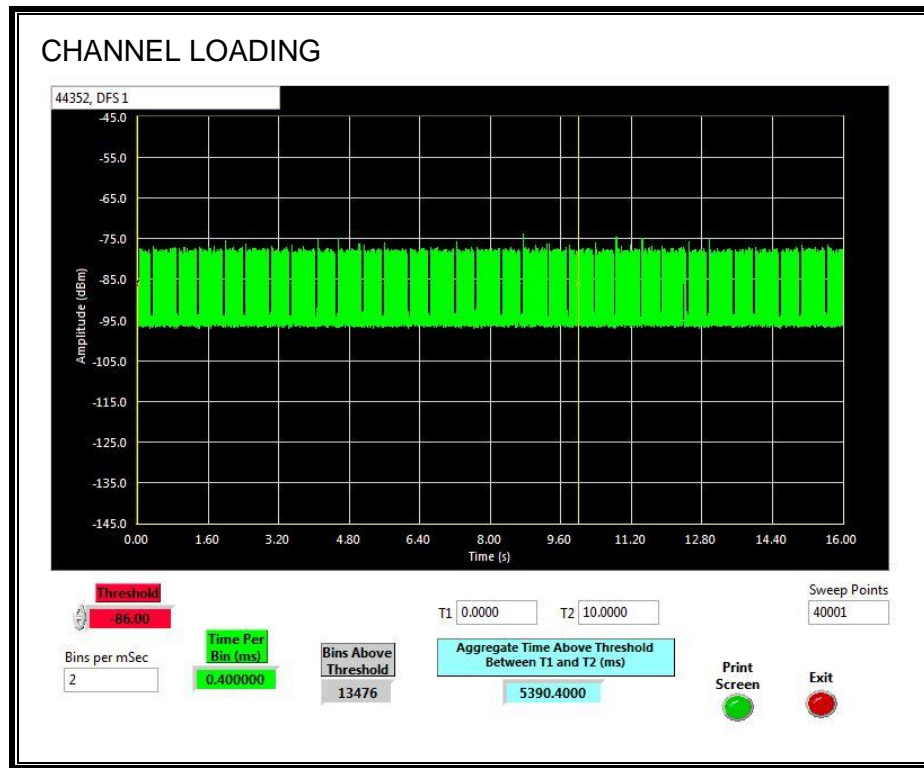 CHANNEL LOADING
44352, DFS 1
-45.0
-55.0
-65.0
-75.0
-85.0
-95.0
-105.0
-115.0
-125.0
-135.0
-145.0
Amplitude (dBm)
0.00 1.60 3.20 4.80 6.40 8.00 9.60 11.20 12.80 14.40 16.00
Time (s)
Threshold
-86.00
Bins per mSec
2
Time Per
Bin (ms)
0.400000
Bins Above
Threshold
13476
T1 0.0000 T2 10.0000
Aggregate Time Above Threshold
Between T1 and T2 (ms)
5390.4000
Sweep Points
40001
Print
Screen
Exit